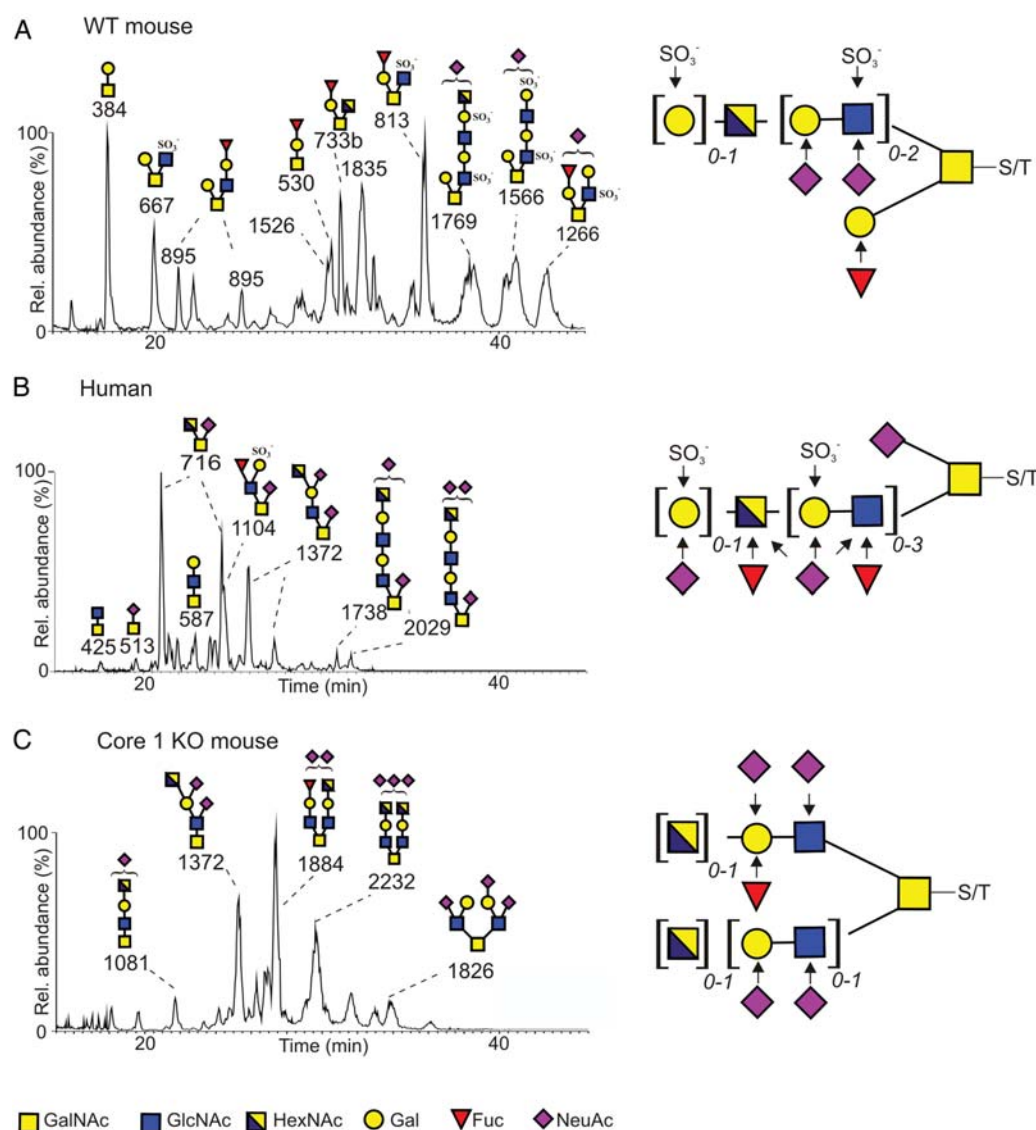 A WT mouse
384
SO₃⁻
667
895
895
530
1526
733b
1835
SO₃⁻
813
SO₃⁻
SO₃⁻
1769
SO₃⁻
SO₃⁻
SO₃⁻
1566
SO₃⁻
1266
100
Rel. abundance (%)
0
20
40
SO₃⁻
SO₃⁻
0-1
0-2
S/T
B Human
425
513
716
587
SO₃⁻
1104
1372
1738
2029
100
Rel. abundance (%)
0
20
Time (min)
40
SO₃⁻
SO₃⁻
0-1
0-3
S/T
C Core 1 KO mouse
1081
1372
1884
2232
1826
100
Rel. abundance (%)
0
20
Time (min)
40
0-1
0-1
0-1
S/T
GalNAc GlcNAc HexNAc Gal Fuc NeuAc